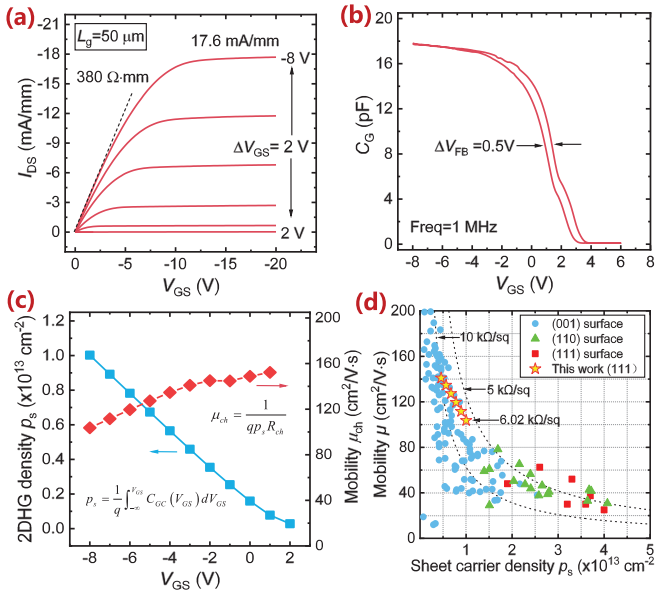 (a)
L_g=50 μm
17.6 mA/mm
-8 V
380 Ω·mm
ΔV_GS= 2 V
2 V
I_DS (mA/mm)
-21
-18
-15
-12
-9
-6
-3
0
0 -5 -10 -15 -20
V_GS (V)
(b)
C_G (pF)
20
16
12
8
4
0
ΔV_FB =0.5V
Freq=1 MHz
-8 -6 -4 -2 0 2 4 6 8
V_GS (V)
(c)
2DHG density p_s (x10^13 cm^-2)
1.2
1.0
0.8
0.6
0.4
0.2
0.0
μ_ch = 1 / (q p_s R_ch)
p_s = 1/q ∫_{-∞}^{V_GS} C_GC (V_GS) dV_GS
200
160
120
80
40
0
Mobility μ_ch (cm^2/V·s)
-8 -6 -4 -2 0 2
V_GS (V)
(d)
Mobility μ (cm^2/V·s)
200
160
120
80
40
0
10 kΩ/sq
5 kΩ/sq
6.02 kΩ/sq
(001) surface
(110) surface
(111) surface
This work (111)
0 1 2 3 4 5
Sheet carrier density p_s (x10^13 cm^-2)